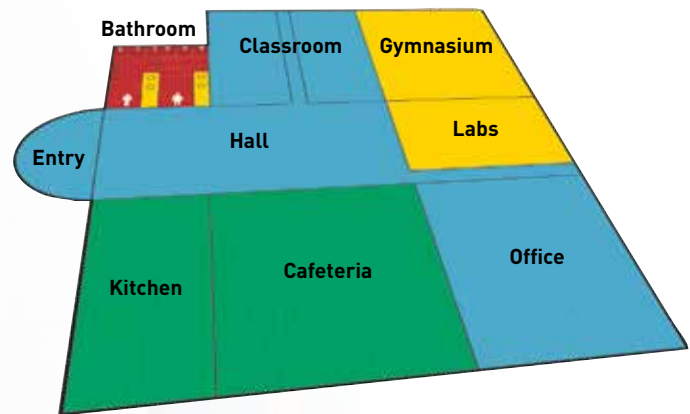 Bathroom
Classroom
Gymnasium
Entry
Hall
Labs
Kitchen
Cafeteria
Office